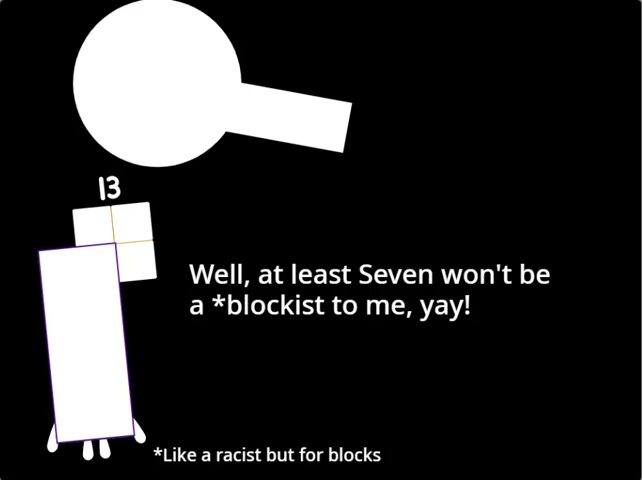 13
Well, at least Seven won't be
a *blockist to me, yay!
*Like a racist but for blocks